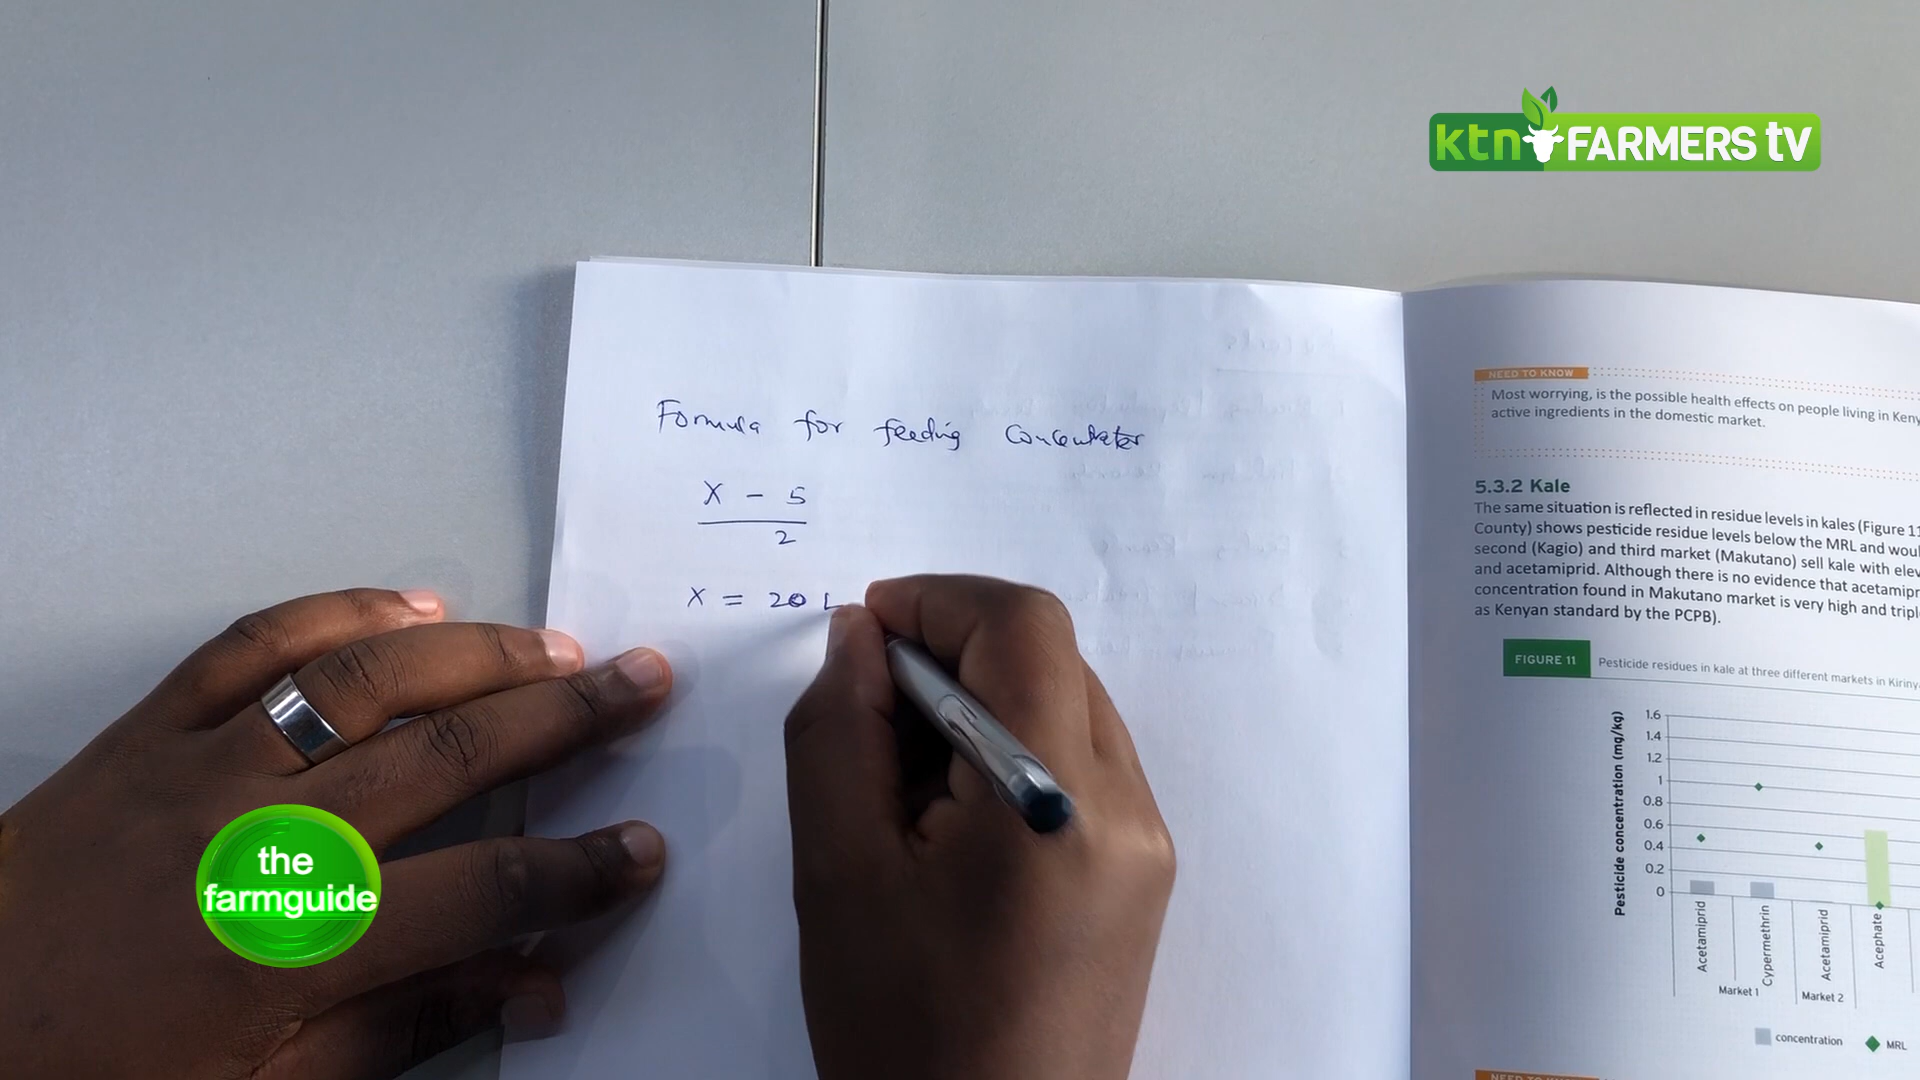 ktn FARMERS tv
Formula for feeding Concentrates
X - 5
2
X = 20 L
NEED TO KNOW
Most worrying, is the possible health effects on people living in Keny
active ingredients in the domestic market.
5.3.2 Kale
The same situation is reflected in residue levels in kales (Figure 11
County) shows pesticide residue levels below the MRL and woul
second (Kagio) and third market (Makutano) sell kale with elev
and acetamiprid. Although there is no evidence that acetamipr
concentration found in Makutano market is very high and tripl
as Kenyan standard by the PCPB).
FIGURE 11 Pesticide residues in kale at three different markets in Kiriny
Pesticide concentration (mg/kg)
1.6
1.4
1.2
1
0.8
0.6
0.4
0.2
0
Acetamiprid
Cypermethrin
Acetamiprid
Acephate
Market 1
Market 2
concentration
MRL
NEED TO KNOW
the
farmguide